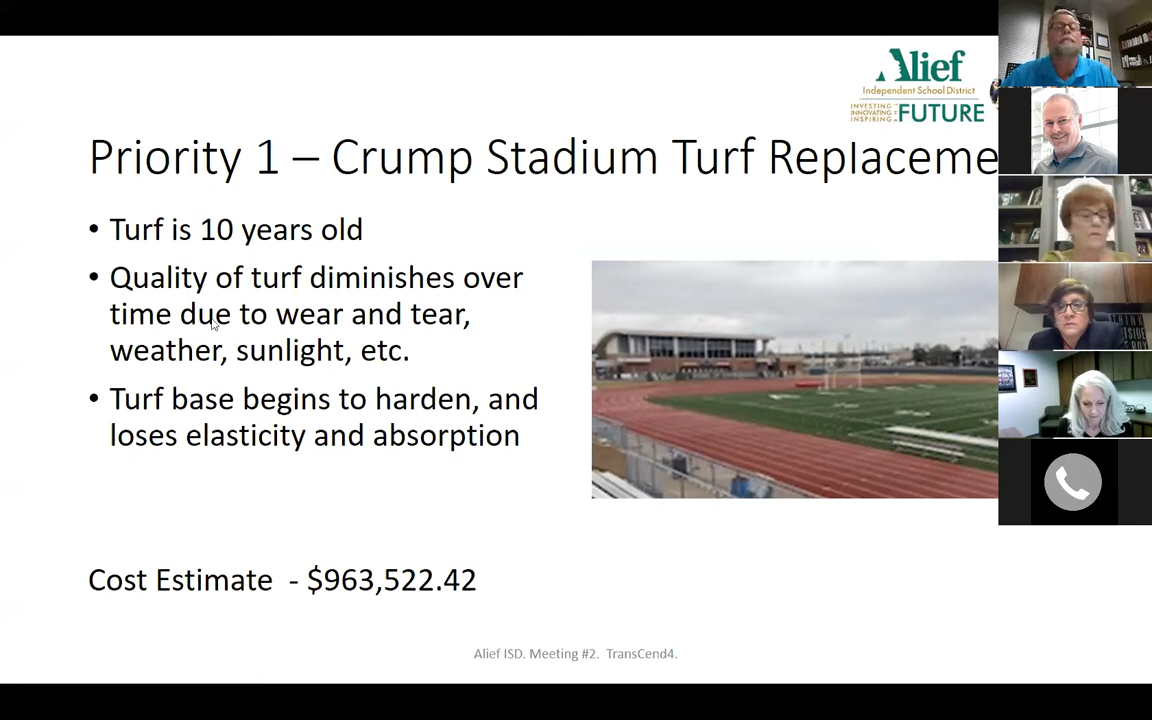 Alief
Independent School District
INVESTING
INNOVATING
INSPIRING
IN OUR
FUTURE
Priority 1 – Crump Stadium Turf Replaceme
• Turf is 10 years old
• Quality of turf diminishes over
time due to wear and tear,
weather, sunlight, etc.
• Turf base begins to harden, and
loses elasticity and absorption
Cost Estimate - $963,522.42
Alief ISD. Meeting #2. TransCend4.
THINK